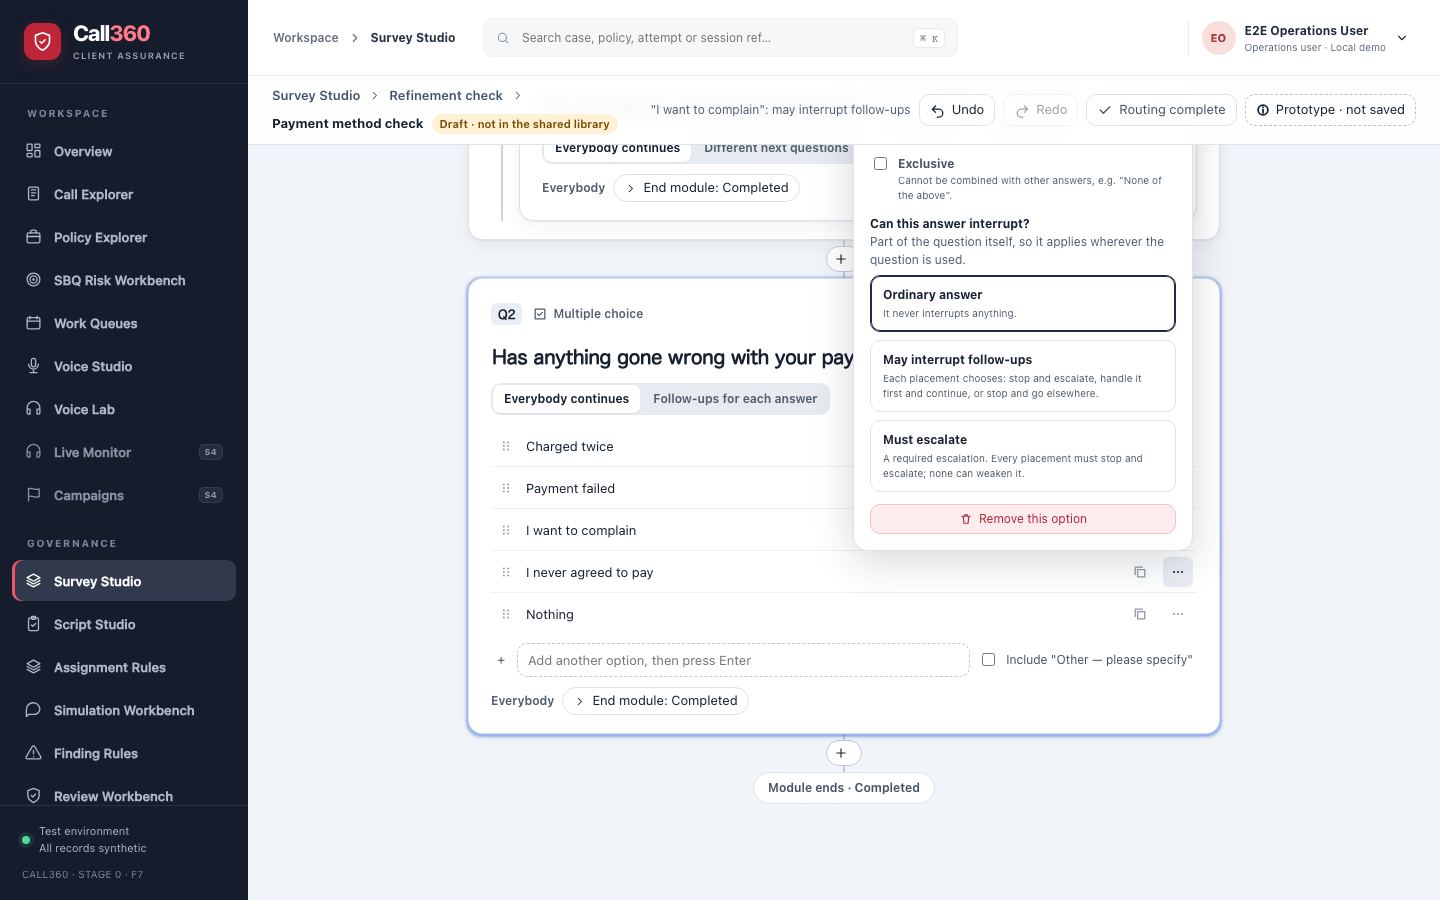 Call360
CLIENT ASSURANCE
WORKSPACE
Overview
Call Explorer
Policy Explorer
SBQ Risk Workbench
Work Queues
Voice Studio
Voice Lab
Live Monitor S4
Campaigns S4
GOVERNANCE
Survey Studio
Script Studio
Assignment Rules
Simulation Workbench
Finding Rules
Review Workbench
Test environment
All records synthetic
CALL360 · STAGE 0 · F7
Workspace > Survey Studio
Search case, policy, attempt or session ref...
⌘ K
EO
E2E Operations User
Operations user · Local demo
Survey Studio > Refinement check >
Payment method check Draft · not in the shared library
"I want to complain": may interrupt follow-ups
Undo
Redo
Routing complete
Prototype · not saved
Everybody continues Different next questions
Everybody > End module: Completed
+
Q2 Multiple choice
Has anything gone wrong with your pay
Everybody continues Follow-ups for each answer
Charged twice
Payment failed
I want to complain
I never agreed to pay
Nothing
+ Add another option, then press Enter
Include "Other — please specify"
Everybody > End module: Completed
+
Module ends · Completed
Exclusive
Cannot be combined with other answers, e.g. "None of
the above".
Can this answer interrupt?
Part of the question itself, so it applies wherever the
question is used.
Ordinary answer
It never interrupts anything.
May interrupt follow-ups
Each placement chooses: stop and escalate, handle it
first and continue, or stop and go elsewhere.
Must escalate
A required escalation. Every placement must stop and
escalate; none can weaken it.
Remove this option